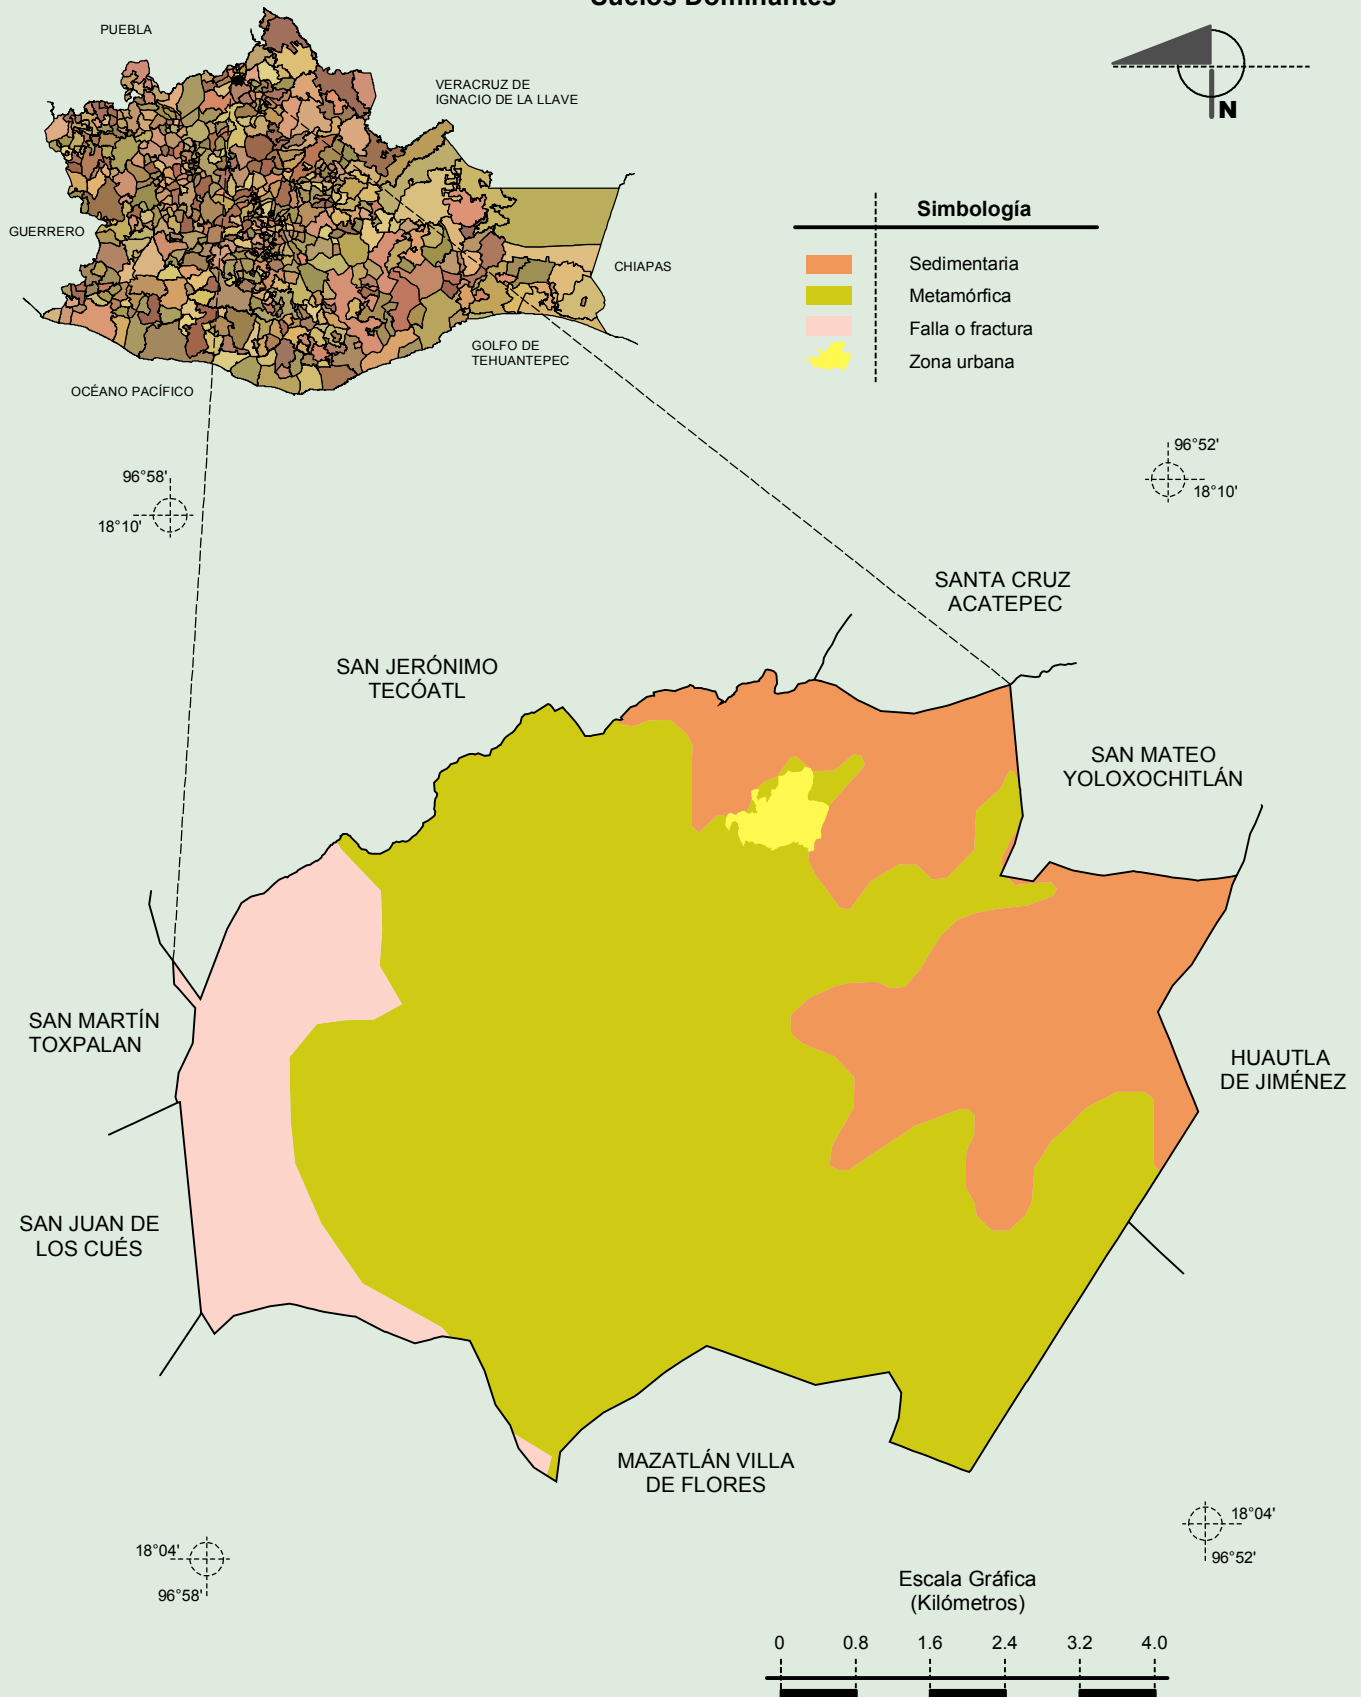 Suelos Dominantes
PUEBLA
VERACRUZ DE
IGNACIO DE LA LLAVE
GUERRERO
CHIAPAS
GOLFO DE
TEHUANTEPEC
OCÉANO PACÍFICO
N
Simbología
Sedimentaria
Metamórfica
Falla o fractura
Zona urbana
96°58'
18°10'
96°52'
18°10'
SANTA CRUZ
ACATEPEC
SAN JERÓNIMO
TECÓATL
SAN MATEO
YOLOXOCHITLÁN
SAN MARTÍN
TOXPALAN
HUAUTLA
DE JIMÉNEZ
SAN JUAN DE
LOS CUÉS
MAZATLÁN VILLA
DE FLORES
18°04'
96°58'
18°04'
96°52'
Escala Gráfica
(Kilómetros)
0 0.8 1.6 2.4 3.2 4.0